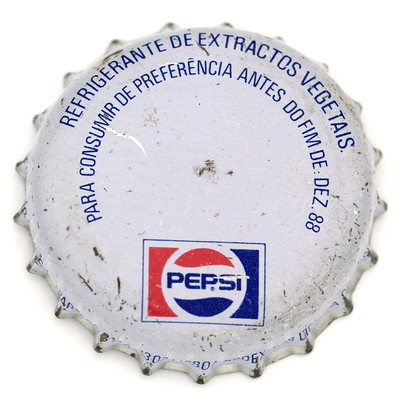 REFRIGERANTE DE EXTRACTOS VEGETAIS.
PARA CONSUMIR DE PREFERÊNCIA ANTES DO FIM DE: DEZ. 88
PEPSI